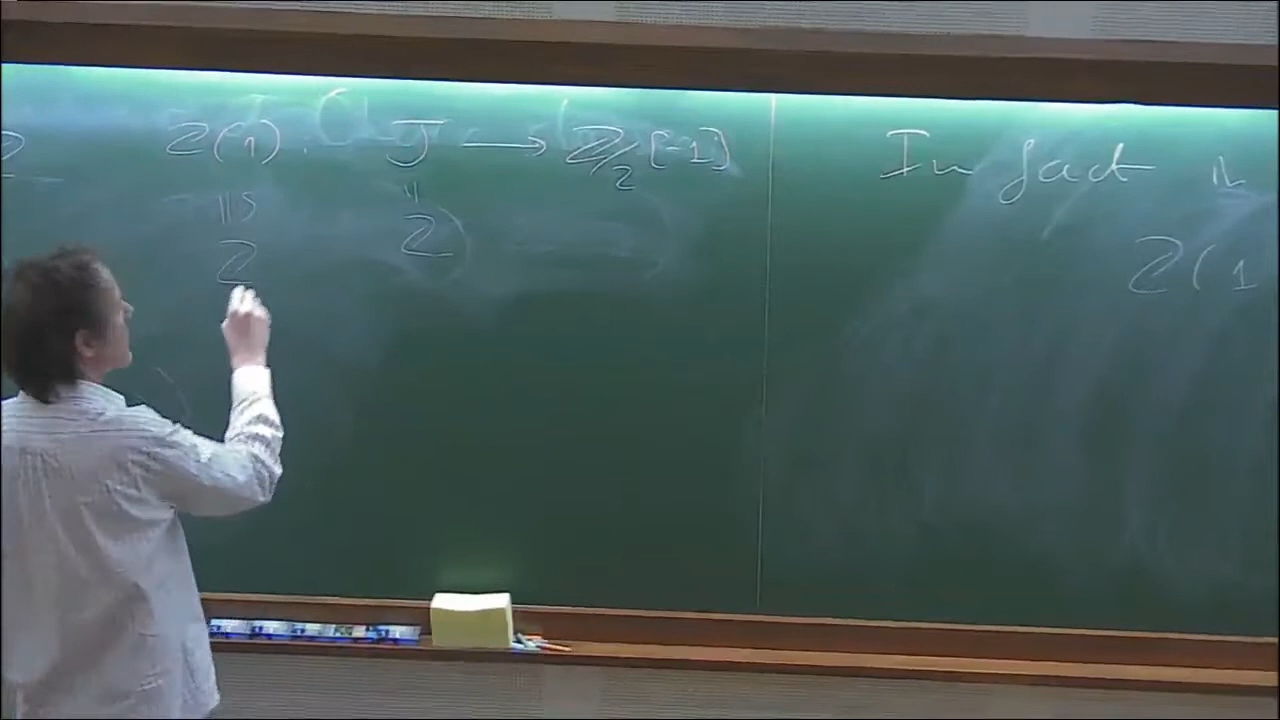 Z(1) J ⟶ Z/2 [-1]
Z Z
In fact
Z(1